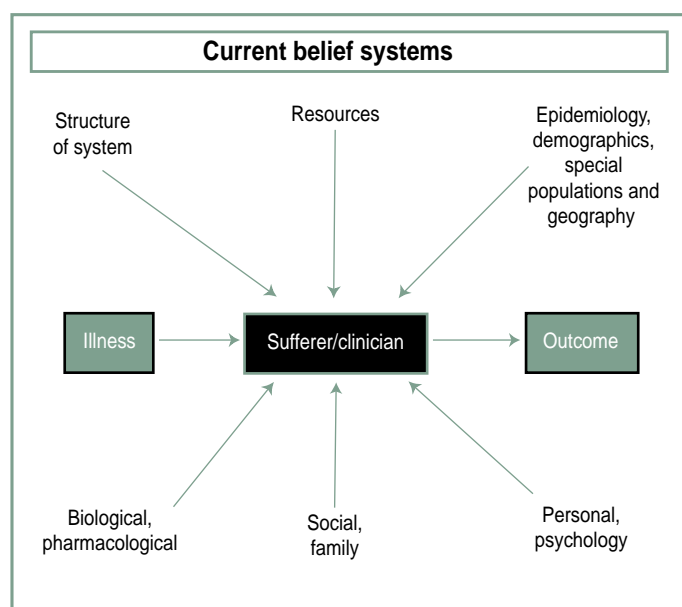 Current belief systems
Structure
of system
Resources
Epidemiology,
demographics,
special
populations and
geography
Illness
Sufferer/clinician
Outcome
Biological,
pharmacological
Social,
family
Personal,
psychology